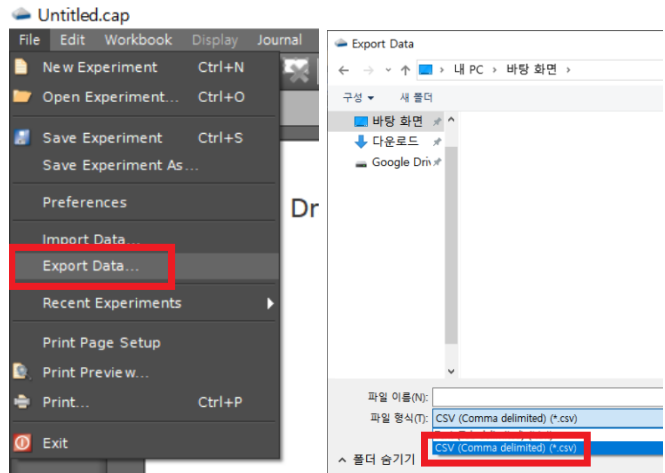 Untitled.cap
File Edit Workbook Display Journal
New Experiment Ctrl+N
Open Experiment... Ctrl+O
Save Experiment Ctrl+S
Save Experiment As...
Preferences
Import Data...
Export Data...
Recent Experiments
Print Page Setup
Print Preview...
Print... Ctrl+P
Exit
Dr
Export Data
내 PC > 바탕 화면 >
구성 새 폴더
바탕 화면
다운로드
Google Driv
파일 이름(N):
파일 형식(T): CSV (Comma delimited) (*.csv)
CSV (Comma delimited) (*.csv)
폴더 숨기기